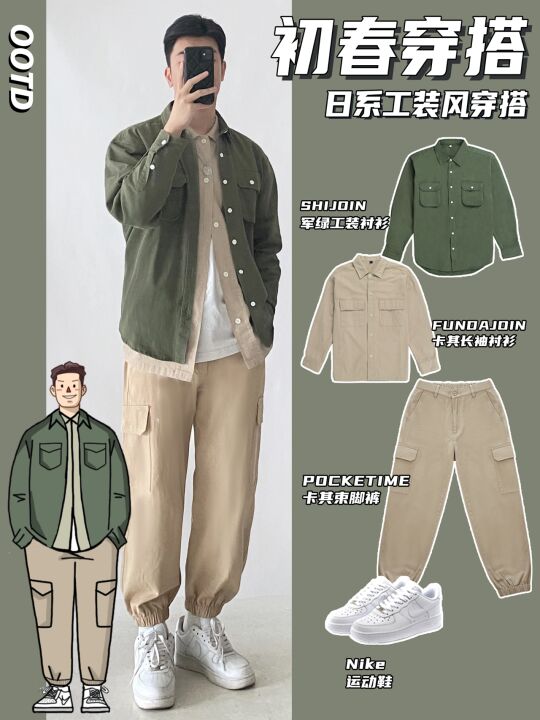 OOTD
初春穿搭
日系工装风穿搭
SHIJOIN
军绿工装衬衫
FUNDAJOIN
卡其长袖衬衫
POCKETIME
卡其束脚裤
Nike
运动鞋